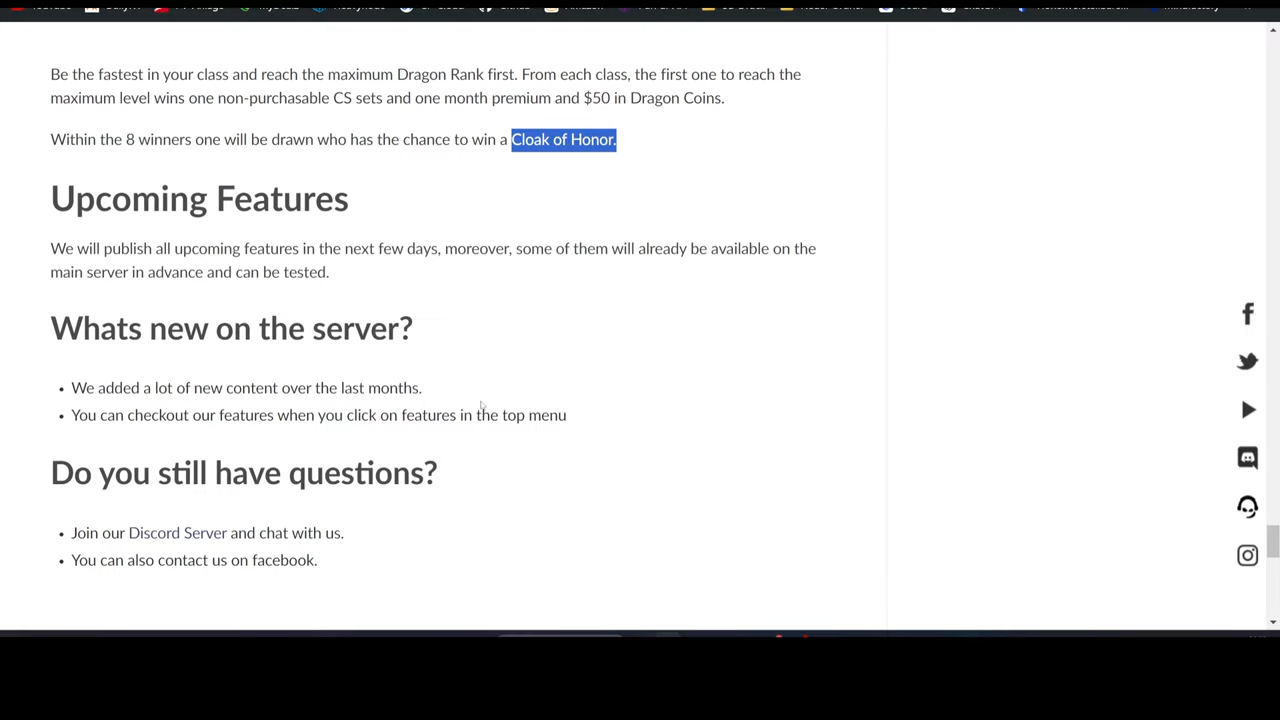 Be the fastest in your class and reach the maximum Dragon Rank first. From each class, the first one to reach the
maximum level wins one non-purchasable CS sets and one month premium and $50 in Dragon Coins.
Within the 8 winners one will be drawn who has the chance to win a Cloak of Honor.
Upcoming Features
We will publish all upcoming features in the next few days, moreover, some of them will already be available on the
main server in advance and can be tested.
Whats new on the server?
• We added a lot of new content over the last months.
• You can checkout our features when you click on features in the top menu
Do you still have questions?
• Join our Discord Server and chat with us.
• You can also contact us on facebook.